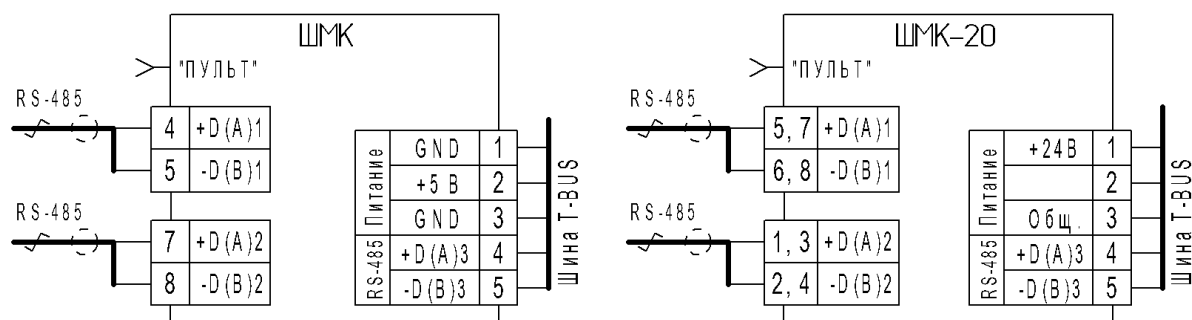 ШМК
"ПУЛЬТ"
RS-485
4 +D(A)1
5 -D(B)1
RS-485
7 +D(A)2
8 -D(B)2
Питание
GND 1
+5 В 2
GND 3
RS-485
+D(A)3 4
-D(B)3 5
Шина T-BUS
ШМК-20
"ПУЛЬТ"
RS-485
5, 7 +D(A)1
6, 8 -D(B)1
RS-485
1, 3 +D(A)2
2, 4 -D(B)2
Питание
+24В 1
2
Общ. 3
RS-485
+D(A)3 4
-D(B)3 5
Шина T-BUS